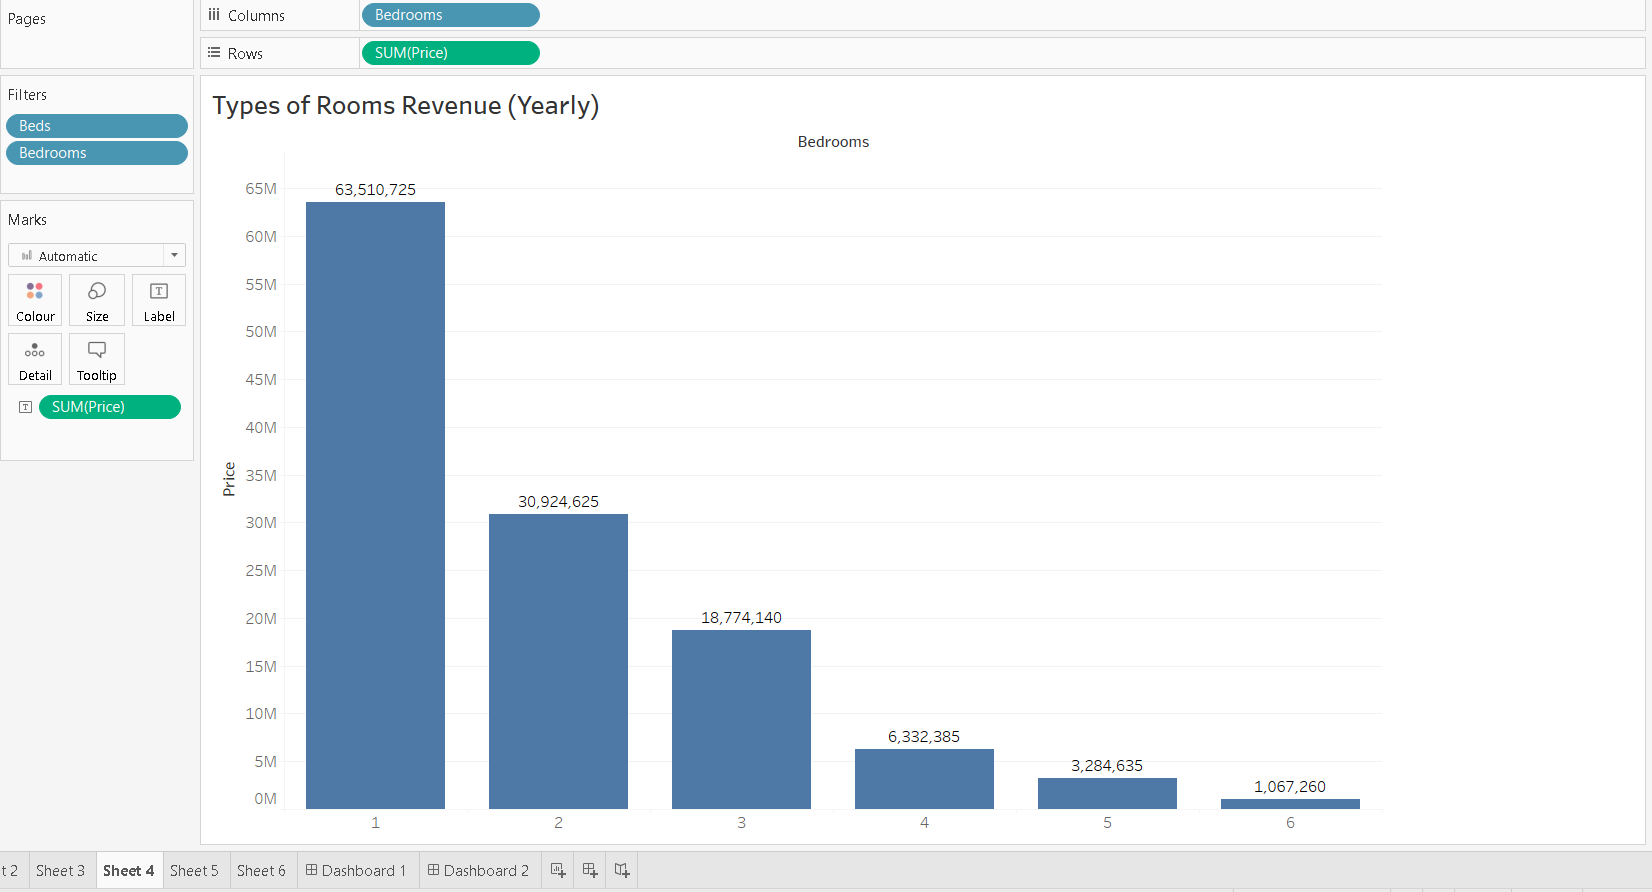 Pages
Columns
Bedrooms
Rows
SUM(Price)
Filters
Beds
Bedrooms
Marks
Automatic
Colour
Size
Label
Detail
Tooltip
SUM(Price)
Types of Rooms Revenue (Yearly)
Bedrooms
65M
60M
55M
50M
45M
40M
35M
30M
25M
20M
15M
10M
5M
0M
Price
63,510,725
30,924,625
18,774,140
6,332,385
3,284,635
1,067,260
1 2 3 4 5 6
t 2 Sheet 3 Sheet 4 Sheet 5 Sheet 6 Dashboard 1 Dashboard 2